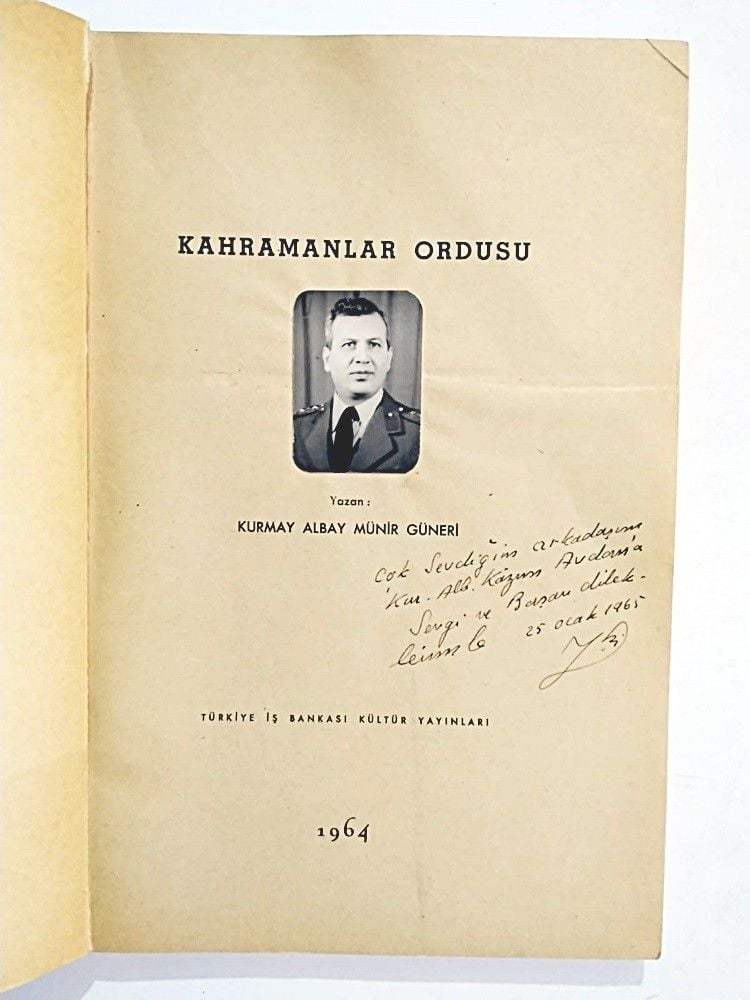 KAHRAMANLAR ORDUSU
Yazan :
KURMAY ALBAY MÜNİR GÜNERİ
Çok Sevdiğim arkadaşım
Kur. Alb. Kâzım
Sevgi ve Başarı dilek-
lerimle 25 ocak 1965
TÜRKİYE İŞ BANKASI KÜLTÜR YAYINLARI
1964